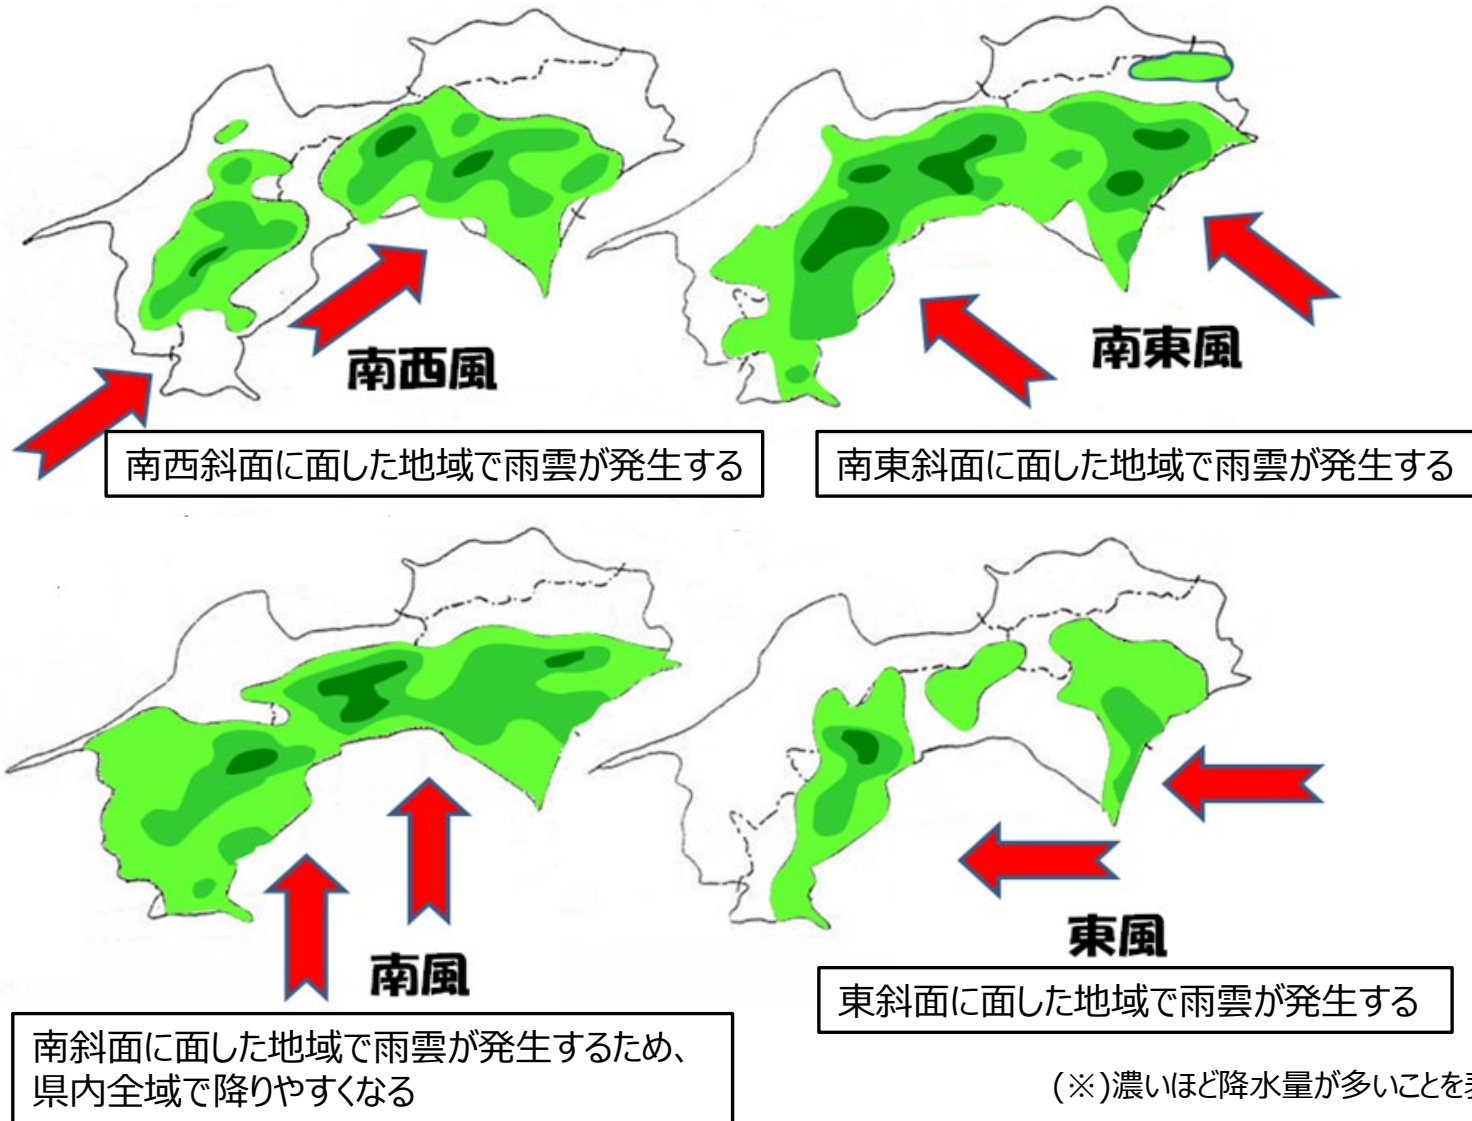 南西風
南東風
南西斜面に面した地域で雨雲が発生する
南東斜面に面した地域で雨雲が発生する
南風
東風
南斜面に面した地域で雨雲が発生するため、
県内全域で降りやすくなる
東斜面に面した地域で雨雲が発生する
(※)濃いほど降水量が多いことを